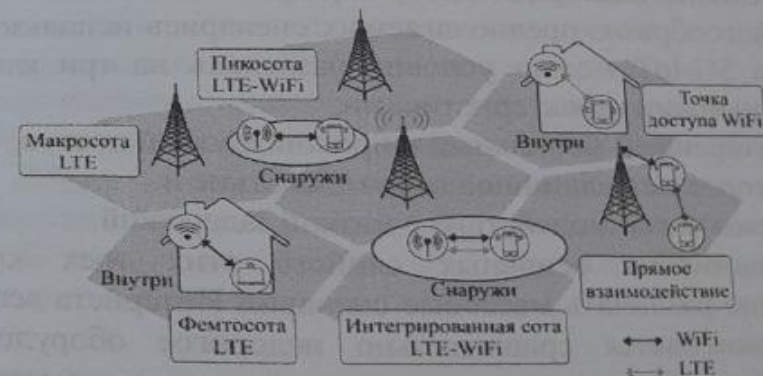 Пикосота
LTE-WiFi
Макросота
LTE
Снаружи
Внутри
Точка
доступа WiFi
Внутри
Фемтосота
LTE
Снаружи
Интегрированная сота
LTE-WiFi
Прямое
взаимодействие
WiFi
LTE